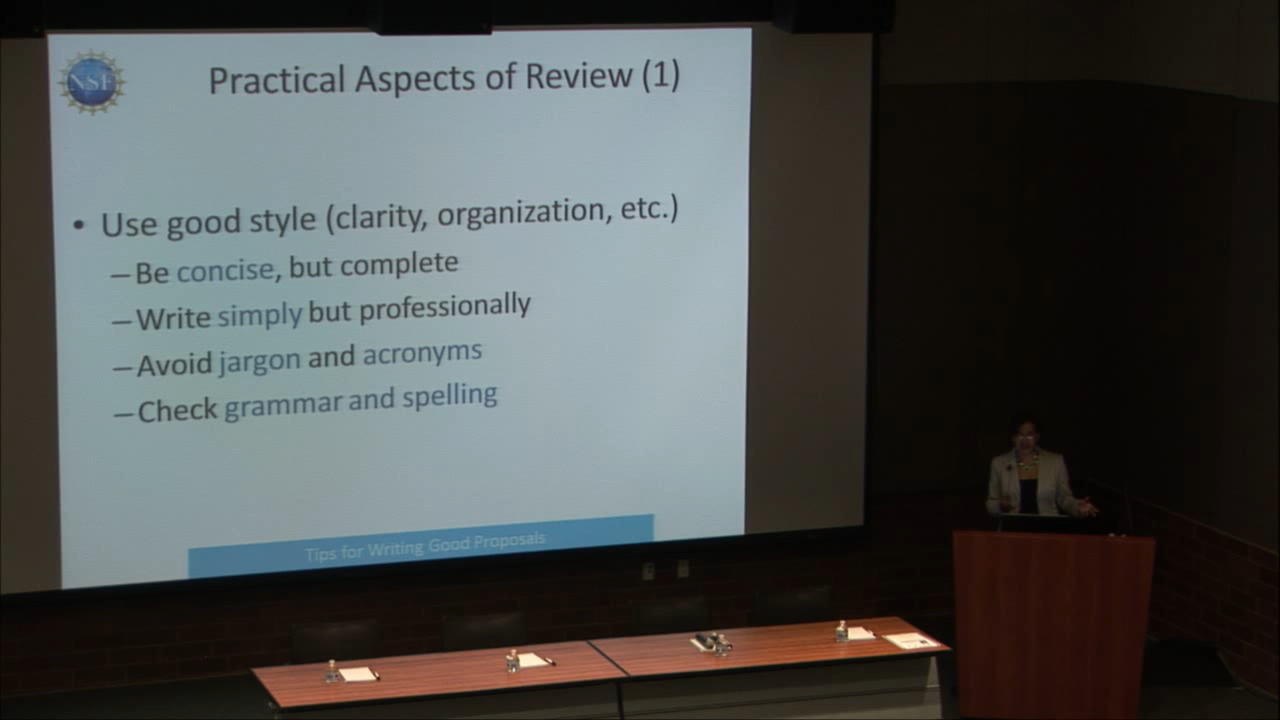 NSF
Practical Aspects of Review (1)
• Use good style (clarity, organization, etc.)
–Be concise, but complete
–Write simply but professionally
–Avoid jargon and acronyms
–Check grammar and spelling
Tips for Writing Good Proposals